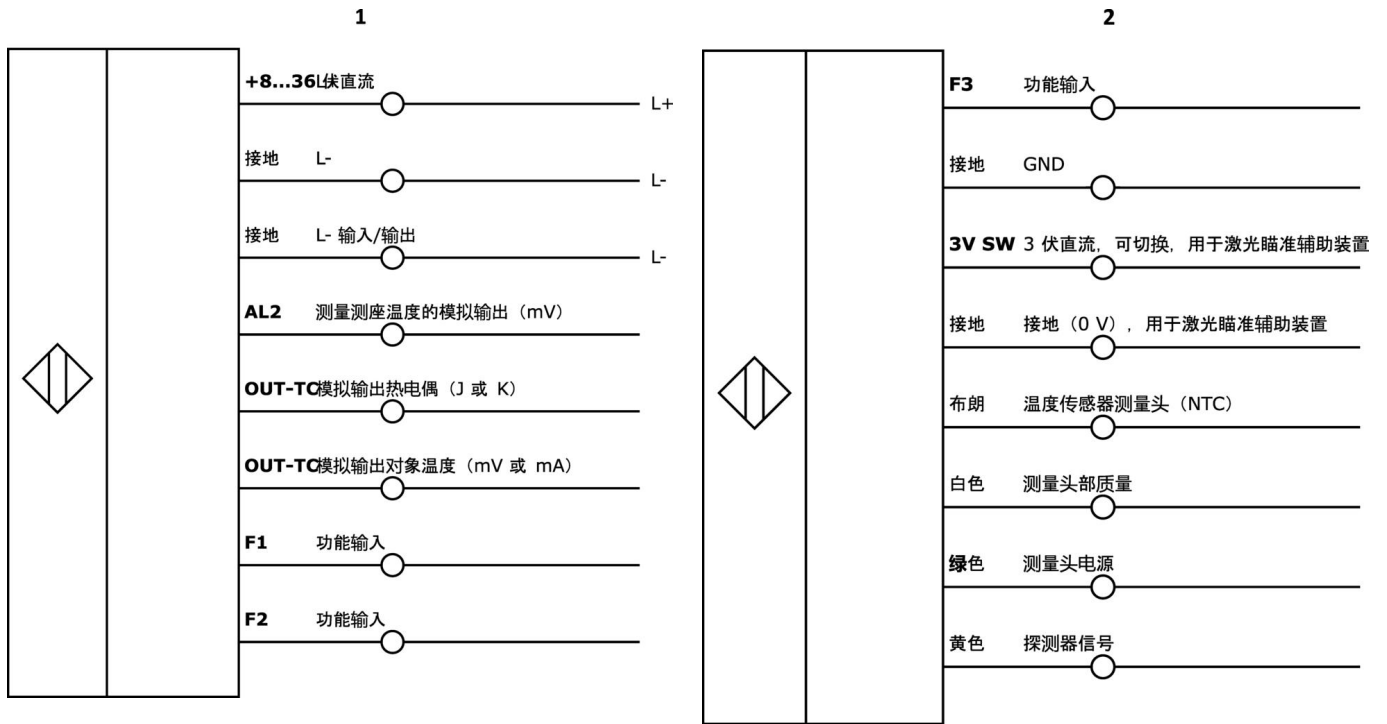 1
+8...36 伏直流 L+
L+
接地 L-
L-
接地 L- 输入/输出
L-
AL2 测量测座温度的模拟输出（mV）
OUT-TC 模拟输出热电偶（J 或 K）
OUT-TC 模拟输出对象温度（mV 或 mA）
F1 功能输入
F2 功能输入
2
F3 功能输入
接地 GND
3V SW 3 伏直流，可切换，用于激光瞄准辅助装置
接地 接地（0 V），用于激光瞄准辅助装置
布朗 温度传感器测量头（NTC）
白色 测量头部质量
绿色 测量头电源
黄色 探测器信号